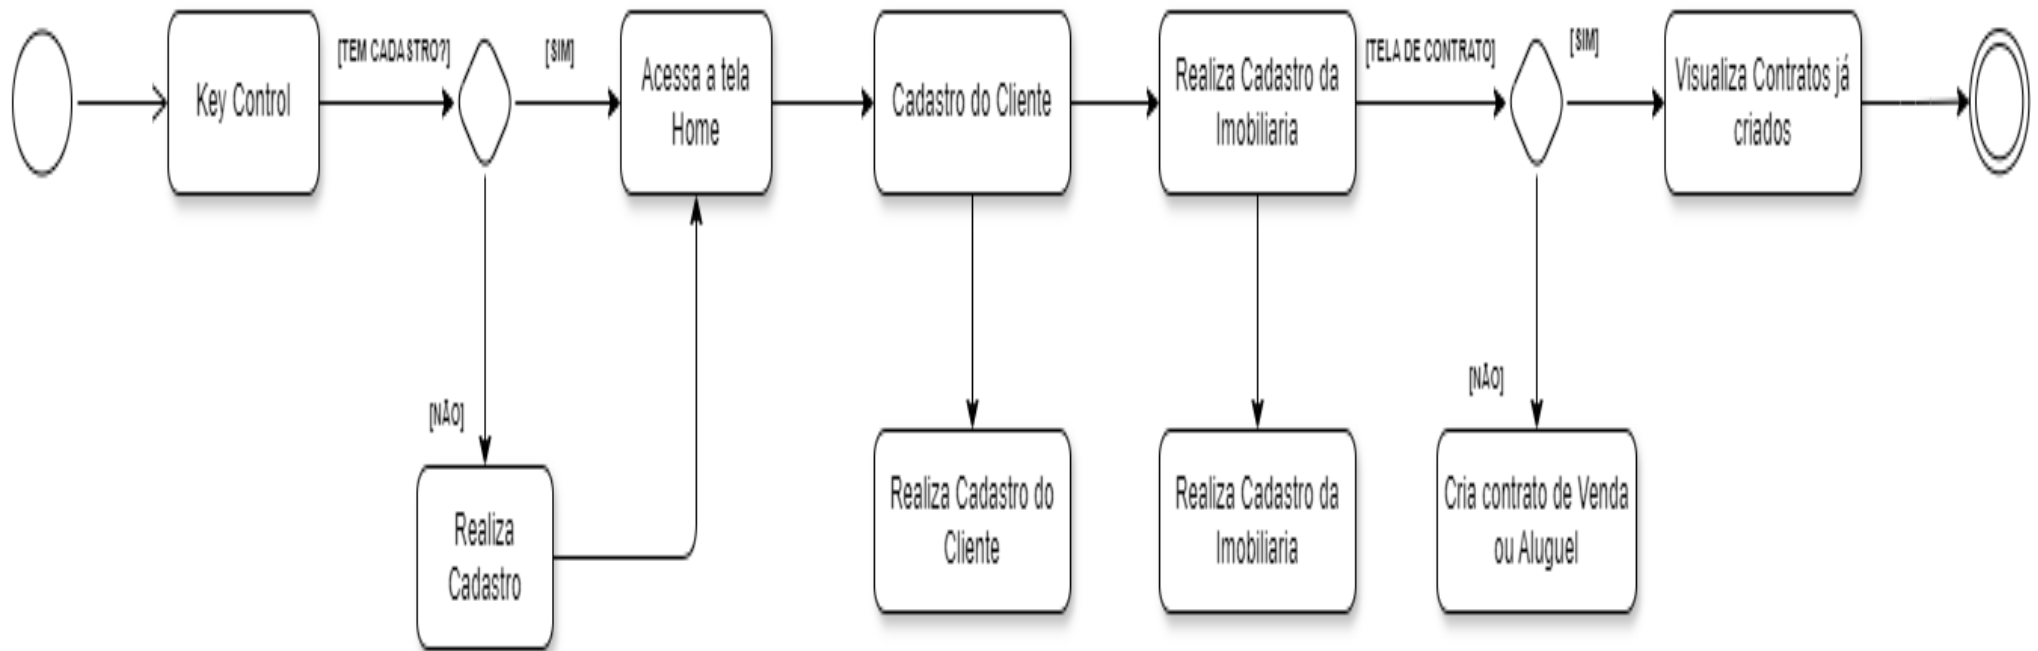 Key Control
[TEM CADASTRO?]
[SIM]
Acessa a tela
Home
Cadastro do Cliente
Realiza Cadastro da
Imobiliaria
[TELA DE CONTRATO]
[SIM]
Visualiza Contratos já
criados
[NÃO]
Realiza
Cadastro
Realiza Cadastro do
Cliente
Realiza Cadastro da
Imobiliaria
[NÃO]
Cria contrato de Venda
ou Aluguel